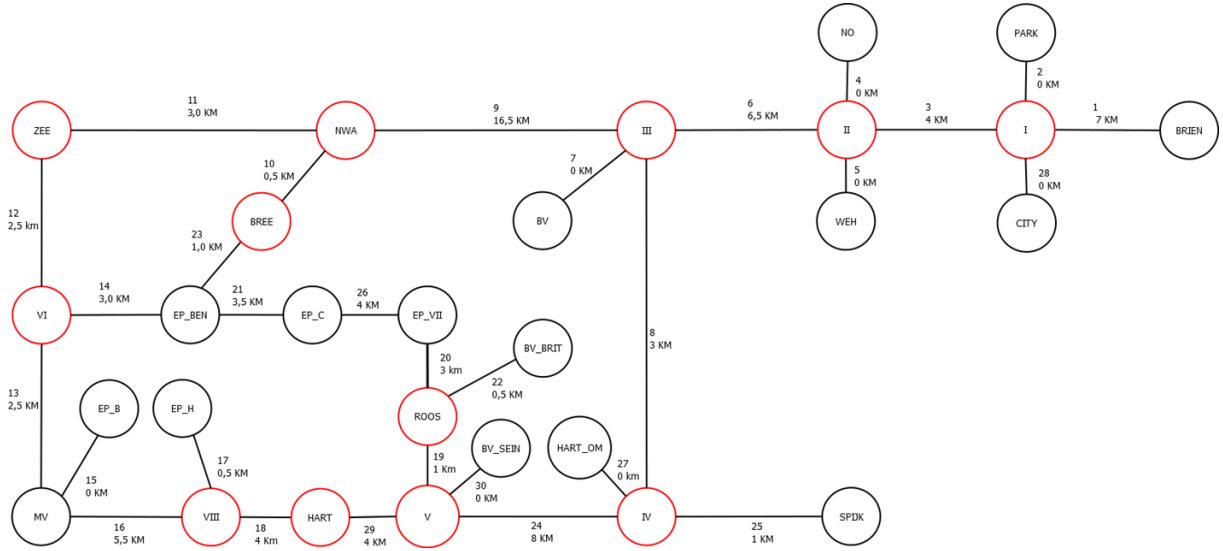 NO
PARK
4
0 KM
2
0 KM
11
3,0 KM
9
16,5 KM
6
6,5 KM
3
4 KM
1
7 KM
ZEE
NWA
III
II
I
BRIEN
10
0,5 KM
7
0 KM
5
0 KM
28
0 KM
12
2,5 km
BREE
BV
WEH
CITY
23
1,0 KM
14
3,0 KM
21
3,5 KM
26
4 KM
VI
EP_BEN
EP_C
EP_VII
8
3 KM
20
3 km
BV_BRIT
22
0,5 KM
13
2,5 KM
EP_B
EP_H
ROOS
19
1 Km
BV_SEIN
HART_OM
17
0,5 KM
27
0 km
15
0 KM
30
0 KM
MV
VIII
HART
V
IV
SPIJK
16
5,5 KM
18
4 Km
29
4 KM
24
8 KM
25
1 KM